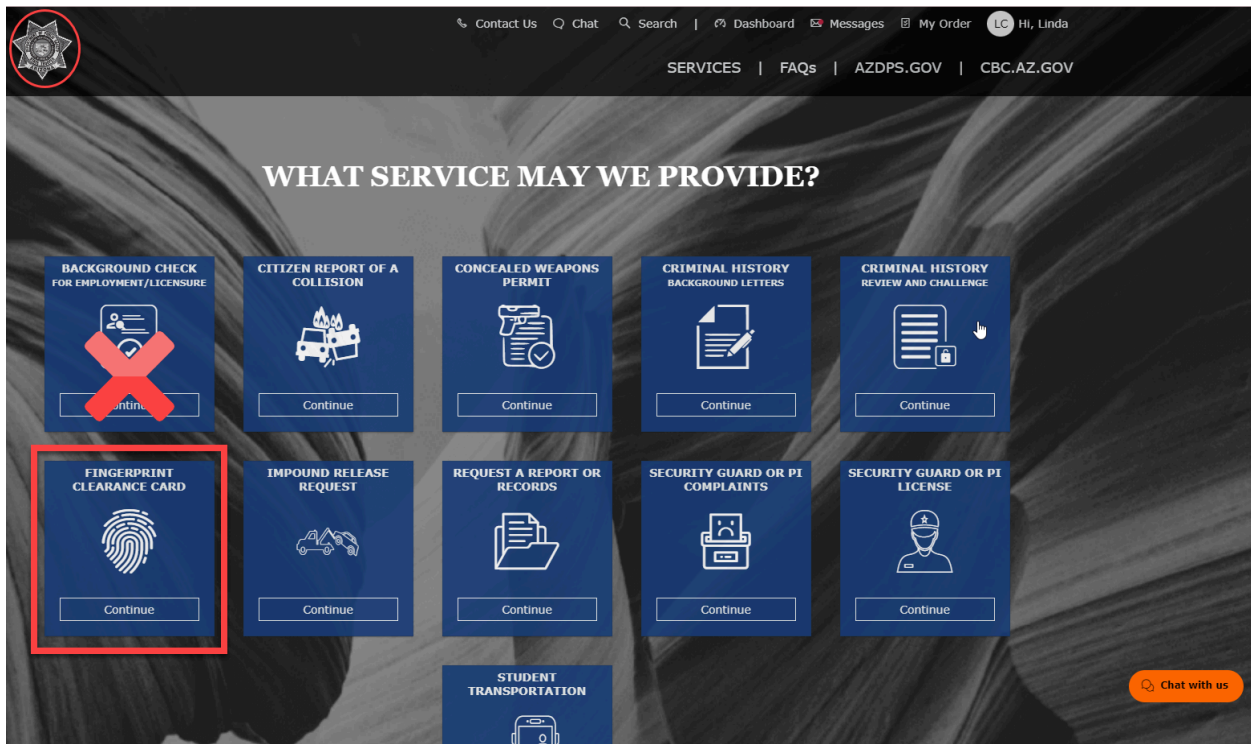 Contact Us Chat Search | Dashboard Messages My Order LC Hi, Linda
SERVICES | FAQs | AZDPS.GOV | CBC.AZ.GOV
WHAT SERVICE MAY WE PROVIDE?
BACKGROUND CHECK
FOR EMPLOYMENT/LICENSURE
CITIZEN REPORT OF A
COLLISION
Continue
CONCEALED WEAPONS
PERMIT
Continue
CRIMINAL HISTORY
BACKGROUND LETTERS
Continue
CRIMINAL HISTORY
REVIEW AND CHALLENGE
Continue
FINGERPRINT
CLEARANCE CARD
Continue
IMPOUND RELEASE
REQUEST
Continue
REQUEST A REPORT OR
RECORDS
Continue
SECURITY GUARD OR PI
COMPLAINTS
Continue
SECURITY GUARD OR PI
LICENSE
Continue
STUDENT
TRANSPORTATION
Chat with us